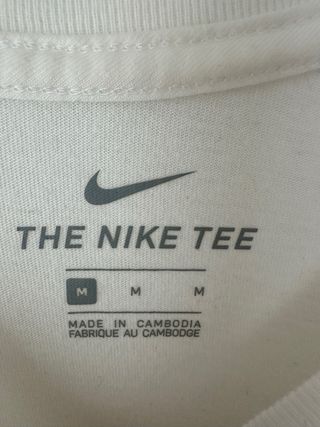 THE NIKE TEE
M M M
MADE IN CAMBODIA
FABRIQUE AU CAMBODGE